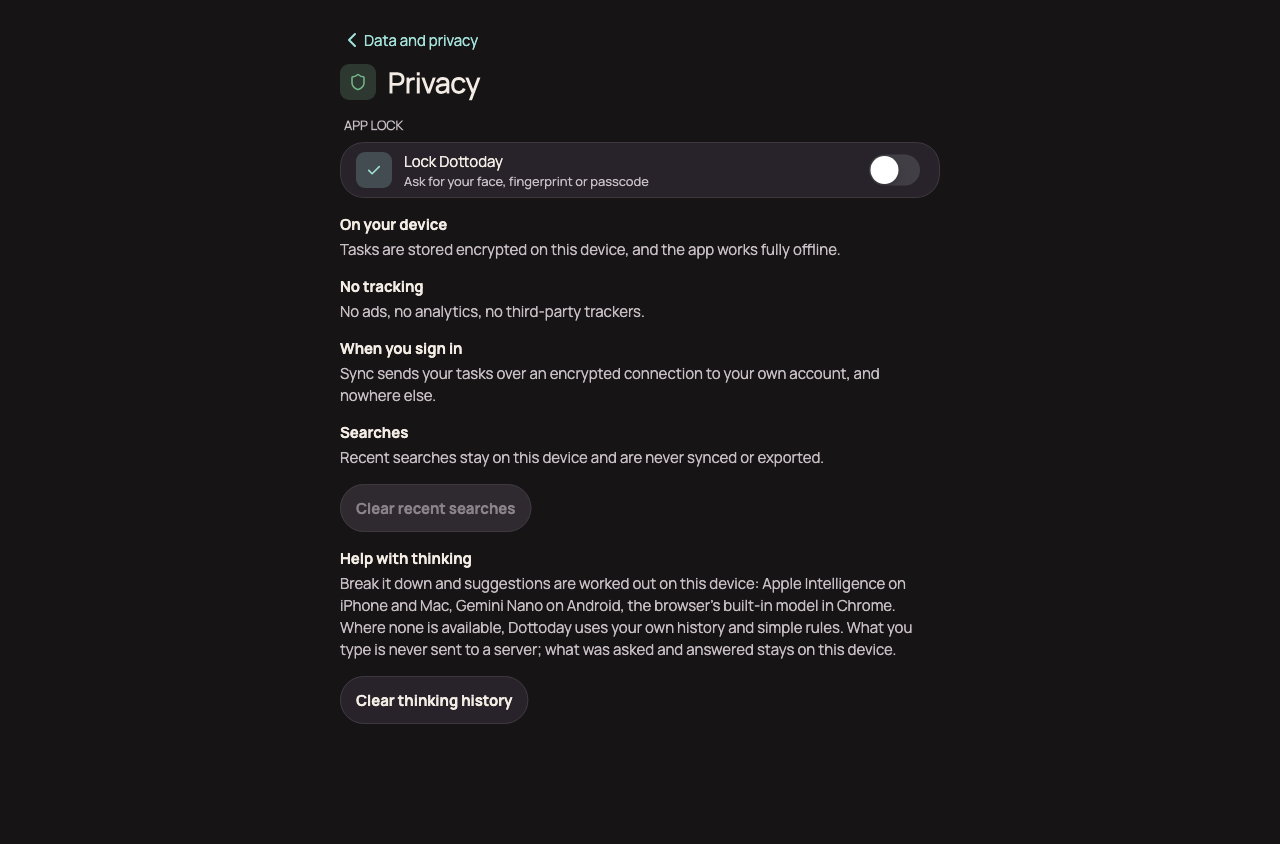 Data and privacy
Privacy
APP LOCK
Lock Dottoday
Ask for your face, fingerprint or passcode
On your device
Tasks are stored encrypted on this device, and the app works fully offline.
No tracking
No ads, no analytics, no third-party trackers.
When you sign in
Sync sends your tasks over an encrypted connection to your own account, and
nowhere else.
Searches
Recent searches stay on this device and are never synced or exported.
Clear recent searches
Help with thinking
Break it down and suggestions are worked out on this device: Apple Intelligence on
iPhone and Mac, Gemini Nano on Android, the browser's built-in model in Chrome.
Where none is available, Dottoday uses your own history and simple rules. What you
type is never sent to a server; what was asked and answered stays on this device.
Clear thinking history